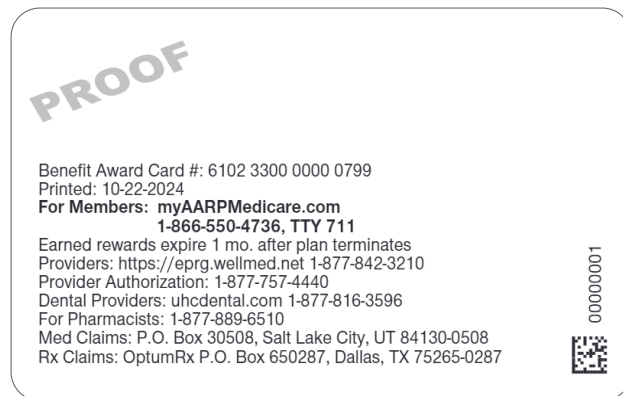 PROOF
Benefit Award Card #: 6102 3300 0000 0799
Printed: 10-22-2024
For Members: myAARPMedicare.com
1-866-550-4736, TTY 711
Earned rewards expire 1 mo. after plan terminates
Providers: https://eprg.wellmed.net 1-877-842-3210
Provider Authorization: 1-877-757-4440
Dental Providers: uhcdental.com 1-877-816-3596
For Pharmacists: 1-877-889-6510
Med Claims: P.O. Box 30508, Salt Lake City, UT 84130-0508
Rx Claims: OptumRx P.O. Box 650287, Dallas, TX 75265-0287
00000001